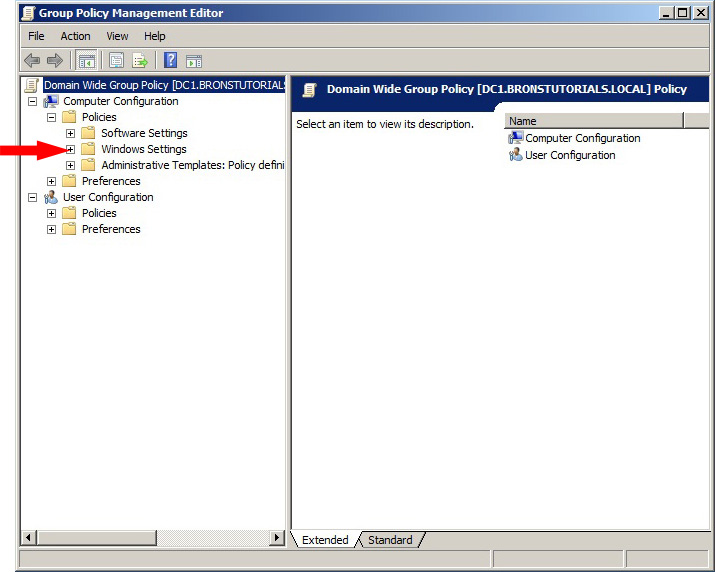 Group Policy Management Editor
File Action View Help
Domain Wide Group Policy [DC1.BRONSTUTORIALS
Computer Configuration
Policies
Software Settings
Windows Settings
Administrative Templates: Policy defini
Preferences
User Configuration
Policies
Preferences
Domain Wide Group Policy [DC1.BRONSTUTORIALS.LOCAL] Policy
Select an item to view its description.
Name
Computer Configuration
User Configuration
Extended Standard